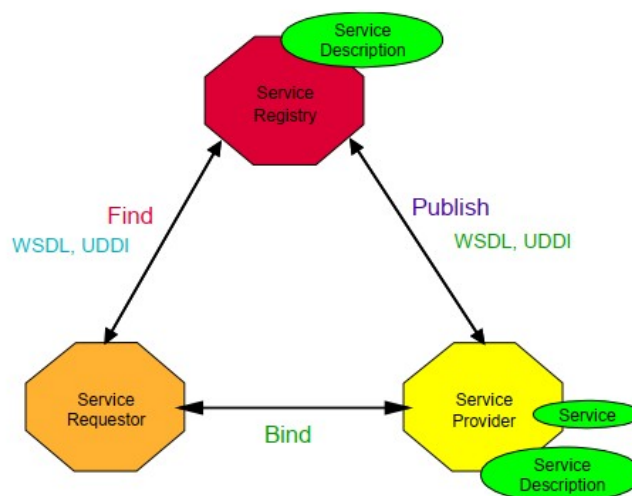 Service
Description
Service
Registry
Find
Publish
WSDL, UDDI
WSDL, UDDI
Service
Requestor
Service
Provider
Service
Bind
Service
Description